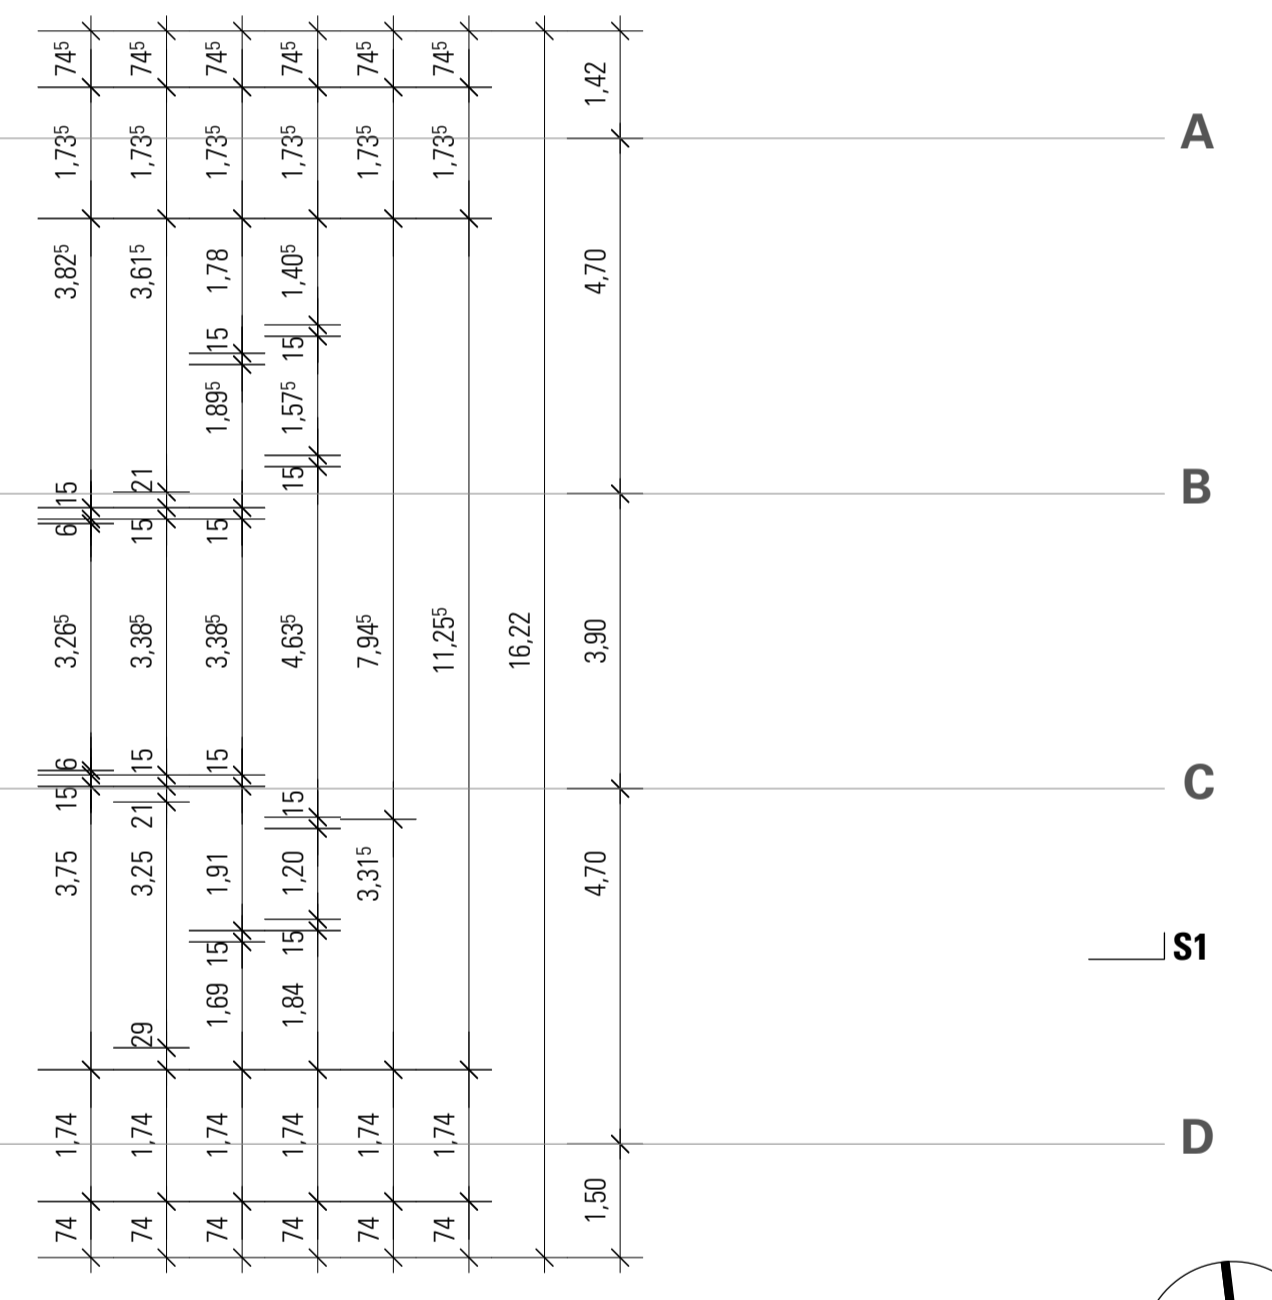 74⁵ 74⁵ 74⁵ 74⁵ 74⁵ 74⁵ 1,42
1,73⁵ 1,73⁵ 1,73⁵ 1,73⁵ 1,73⁵ 1,73⁵ A
3,82⁵ 3,61⁵ 1,78 1,40⁵ 4,70
15 15
1,89⁵ 1,57⁵
15 21 15 B
6 15 15
3,26⁵ 3,38⁵ 3,38⁵ 4,63⁵ 7,94⁵ 11,25⁵ 16,22 3,90
6 15 15 C
15 21 15
3,75 3,25 1,91 1,20 3,31⁵ 4,70
15 15 S1
29 1,69 1,84
1,74 1,74 1,74 1,74 1,74 1,74 D
74 74 74 74 74 74 1,50